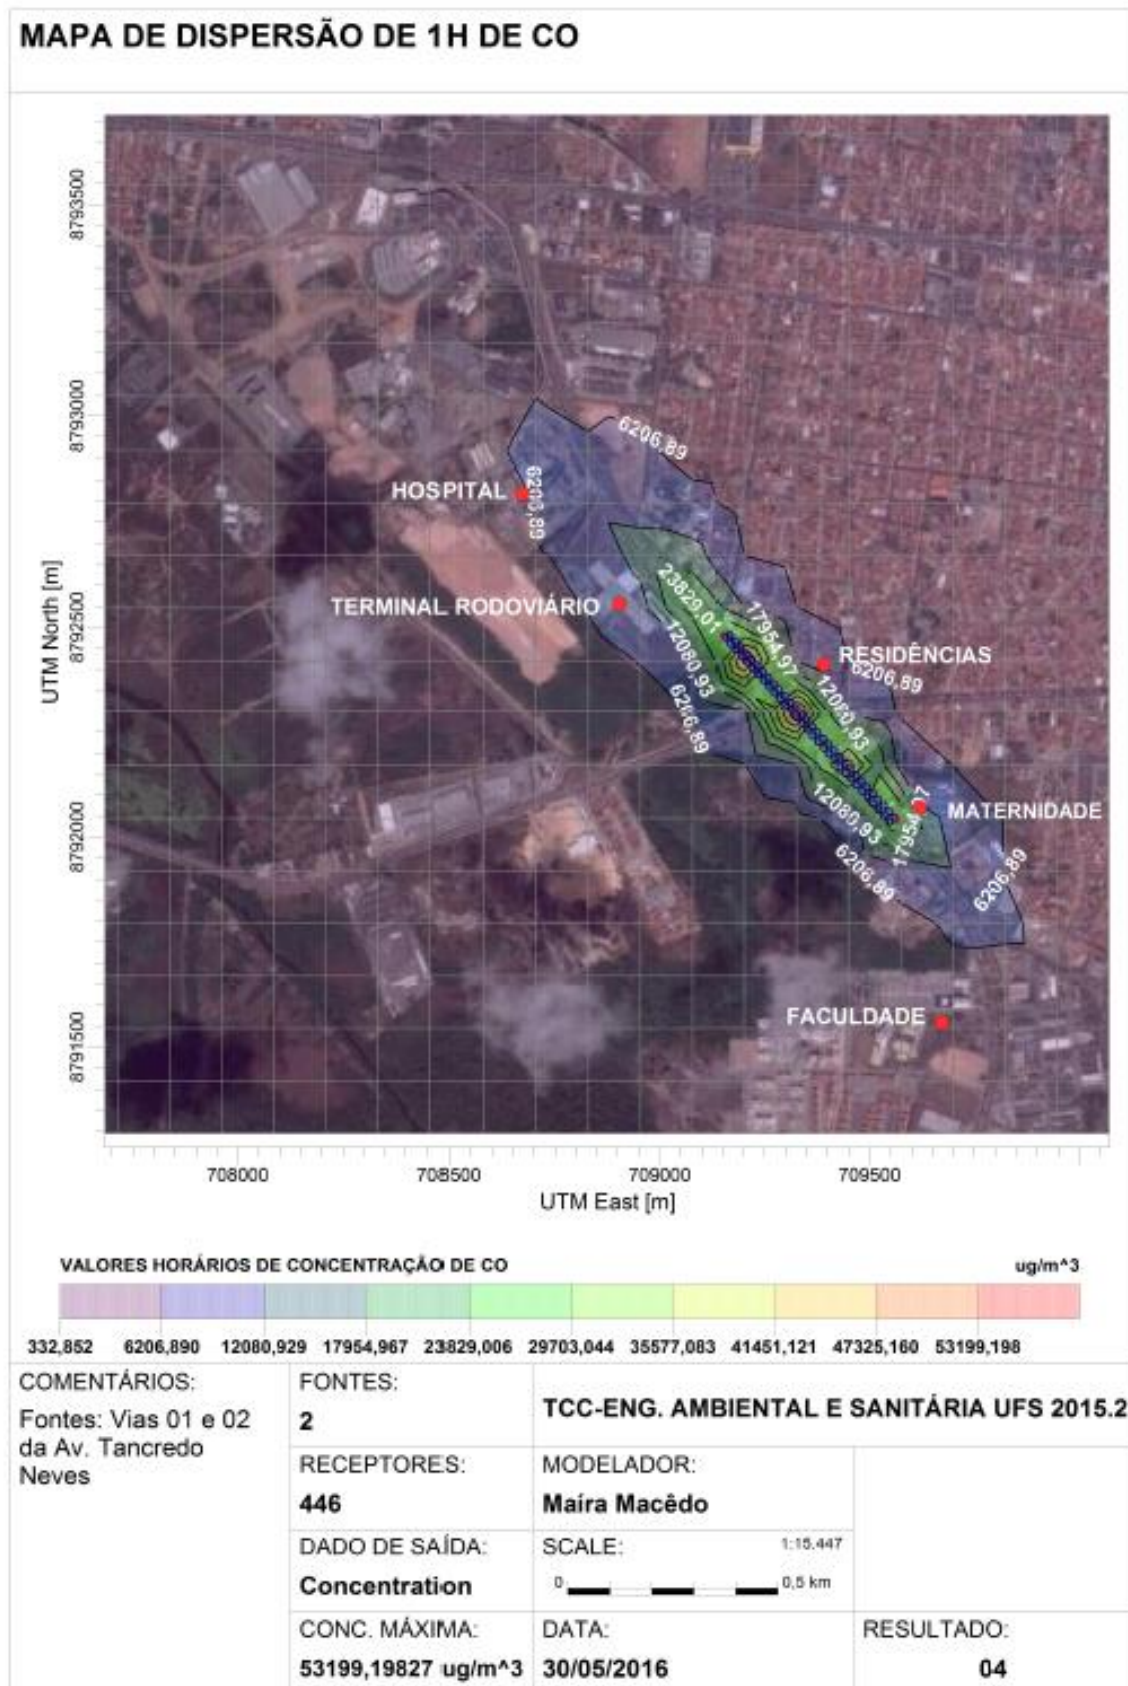 MAPA DE DISPERSÃO DE 1H DE CO
8793500
8793000
8792500
8792000
8791500
UTM North [m]
6206,89
HOSPITAL
6206,89
TERMINAL RODOVIÁRIO
23829,01
17954,97
12080,93
6206,89
RESIDÊNCIAS
6206,89
12080,93
MATERNIDADE
12080,93
17954,97
6206,89
6206,89
FACULDADE
708000 708500 709000 709500
UTM East [m]
VALORES HORÁRIOS DE CONCENTRAÇÃO DE CO ug/m^3
332,852 6206,890 12080,929 17954,967 23829,006 29703,044 35577,083 41451,121 47325,160 53199,198
COMENTÁRIOS:
Fontes: Vias 01 e 02
da Av. Tancredo
Neves
FONTES:
2
TCC-ENG. AMBIENTAL E SANITÁRIA UFS 2015.2
RECEPTORES:
446
MODELADOR:
Maíra Macêdo
DADO DE SAÍDA:
Concentration
SCALE: 1:15.447
0 0,5 km
CONC. MÁXIMA:
53199,19827 ug/m^3
DATA:
30/05/2016
RESULTADO:
04